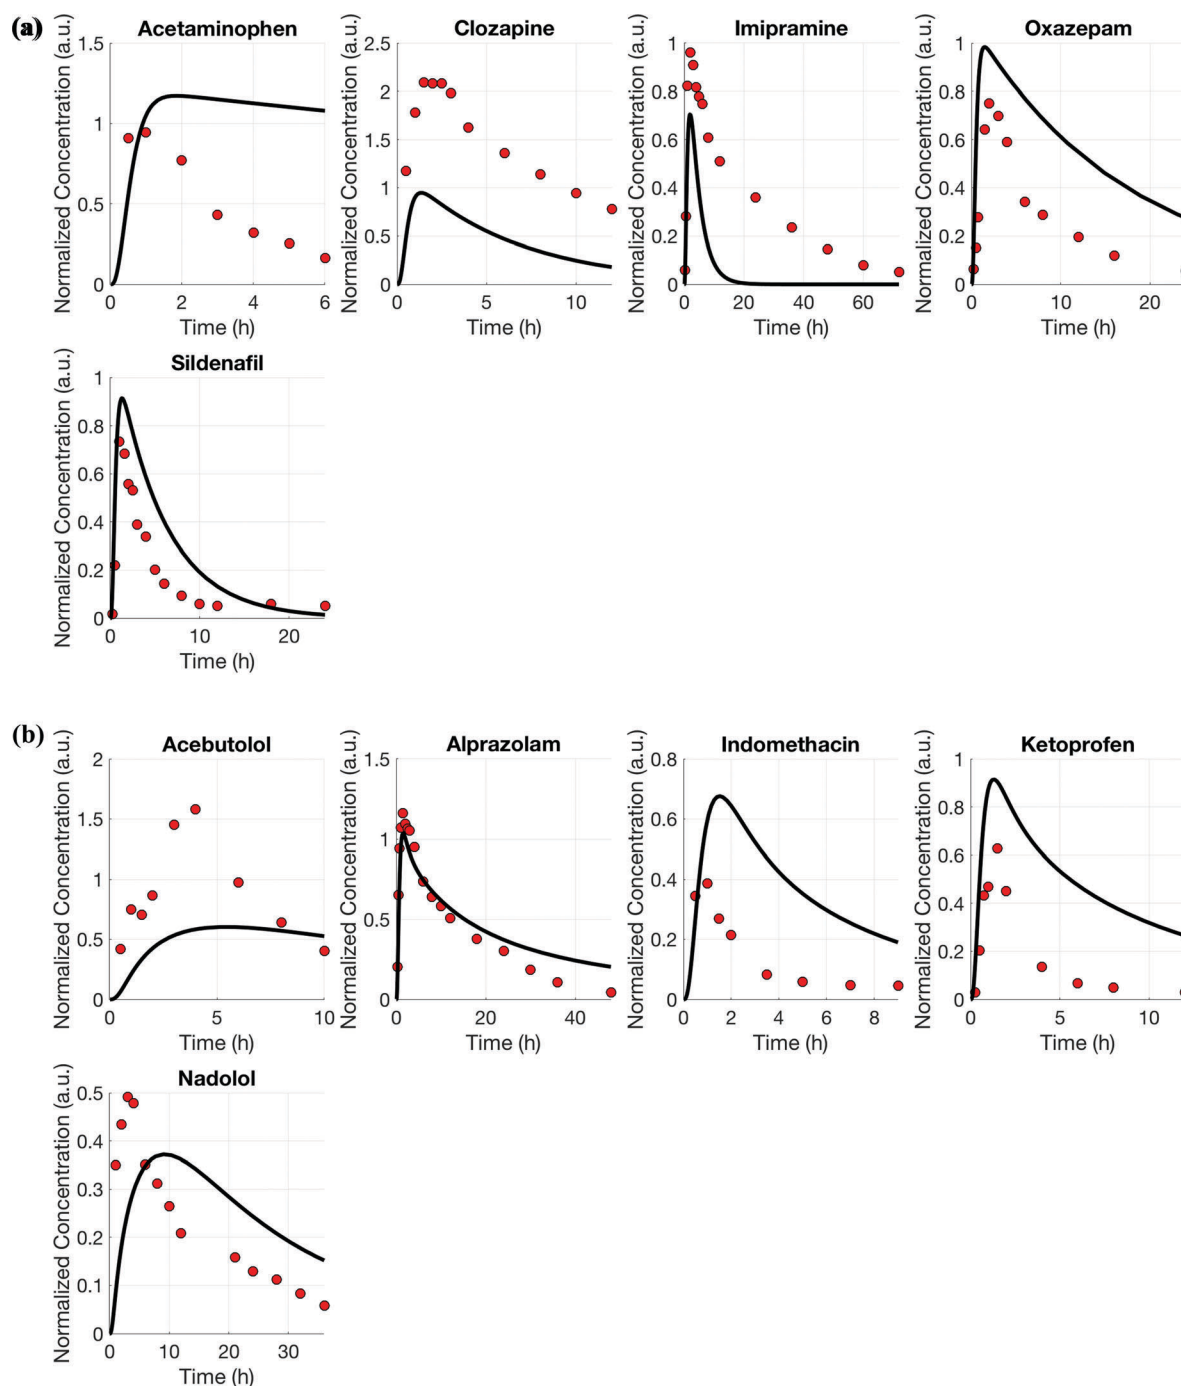 (a)
Acetaminophen
Normalized Concentration (a.u.)
1.5
1
0.5
0
0 2 4 6
Time (h)
Clozapine
Normalized Concentration (a.u.)
2.5
2
1.5
1
0.5
0
0 5 10
Time (h)
Imipramine
Normalized Concentration (a.u.)
1
0.8
0.6
0.4
0.2
0
0 20 40 60
Time (h)
Oxazepam
Normalized Concentration (a.u.)
1
0.8
0.6
0.4
0.2
0
0 10 20
Time (h)
Sildenafil
Normalized Concentration (a.u.)
1
0.8
0.6
0.4
0.2
0
0 10 20
Time (h)
(b)
Acebutolol
Normalized Concentration (a.u.)
2
1.5
1
0.5
0
0 5 10
Time (h)
Alprazolam
Normalized Concentration (a.u.)
1.5
1
0.5
0
0 20 40
Time (h)
Indomethacin
Normalized Concentration (a.u.)
0.8
0.6
0.4
0.2
0
0 2 4 6 8
Time (h)
Ketoprofen
Normalized Concentration (a.u.)
1
0.8
0.6
0.4
0.2
0
0 5 10
Time (h)
Nadolol
Normalized Concentration (a.u.)
0.5
0.4
0.3
0.2
0.1
0
0 10 20 30
Time (h)